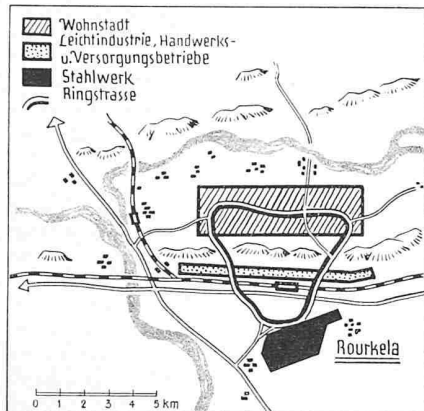 Wohnstadt
Leichtindustrie, Handwerks-
u. Versorgungsbetriebe
Stahlwerk
Ringstrasse
Rourkela
0 1 2 3 4 5 km